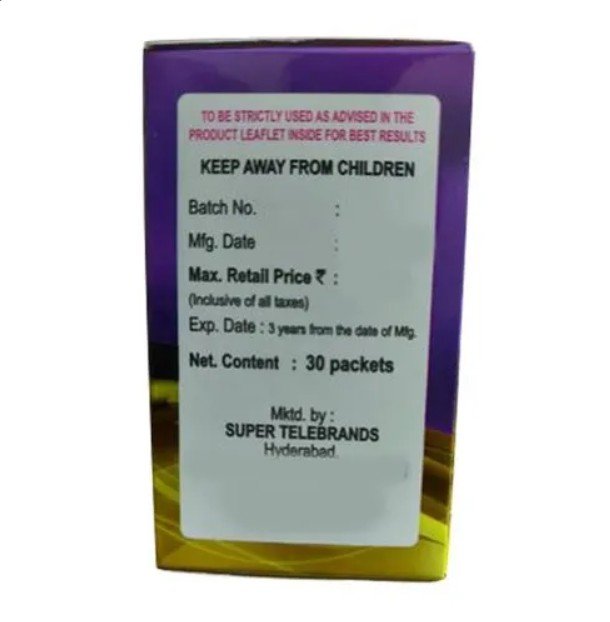 TO BE STRICTLY USED AS ADVISED IN THE
PRODUCT LEAFLET INSIDE FOR BEST RESULTS
KEEP AWAY FROM CHILDREN
Batch No. :
Mfg. Date :
Max. Retail Price ₹ :
(Inclusive of all taxes)
Exp. Date : 3 years from the date of Mfg.
Net. Content : 30 packets
Mktd. by :
SUPER TELEBRANDS
Hyderabad.